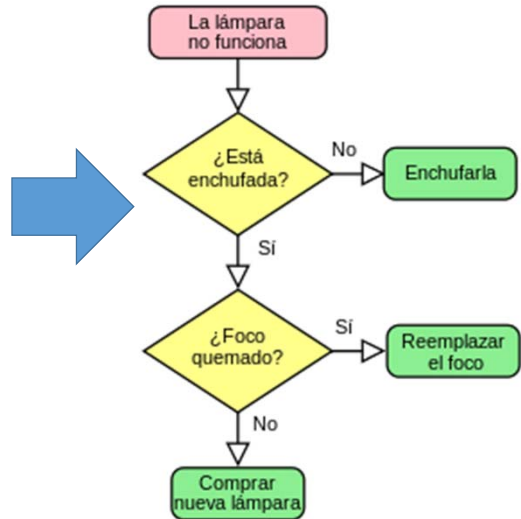 La lámpara
no funciona
¿Está
enchufada?
No
Enchufarla
Sí
¿Foco
quemado?
Sí
Reemplazar
el foco
No
Comprar
nueva lámpara